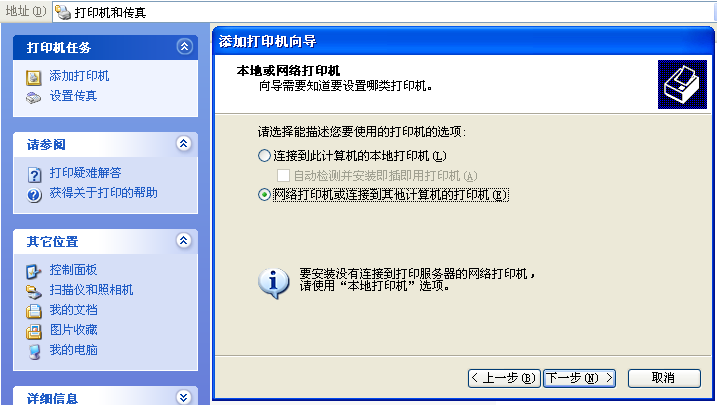 地址(D) 打印机和传真
打印机任务
添加打印机
设置传真
请参阅
打印疑难解答
获得关于打印的帮助
其它位置
控制面板
扫描仪和照相机
我的文档
图片收藏
我的电脑
详细信息
添加打印机向导
本地或网络打印机
向导需要知道要设置哪类打印机。
请选择能描述您要使用的打印机的选项:
连接到此计算机的本地打印机(L)
自动检测并安装即插即用打印机(A)
网络打印机或连接到其他计算机的打印机(E)
要安装没有连接到打印服务器的网络打印机，
请使用“本地打印机”选项。
< 上一步(B) 下一步(N) > 取消